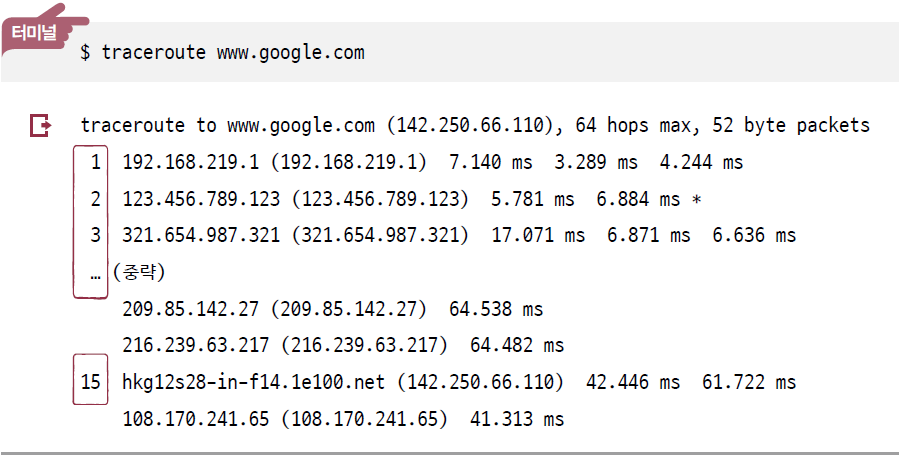 터미널
$ traceroute www.google.com
traceroute to www.google.com (142.250.66.110), 64 hops max, 52 byte packets
1 192.168.219.1 (192.168.219.1) 7.140 ms 3.289 ms 4.244 ms
2 123.456.789.123 (123.456.789.123) 5.781 ms 6.884 ms *
3 321.654.987.321 (321.654.987.321) 17.071 ms 6.871 ms 6.636 ms
… (중략)
209.85.142.27 (209.85.142.27) 64.538 ms
216.239.63.217 (216.239.63.217) 64.482 ms
15 hkg12s28-in-f14.1e100.net (142.250.66.110) 42.446 ms 61.722 ms
108.170.241.65 (108.170.241.65) 41.313 ms